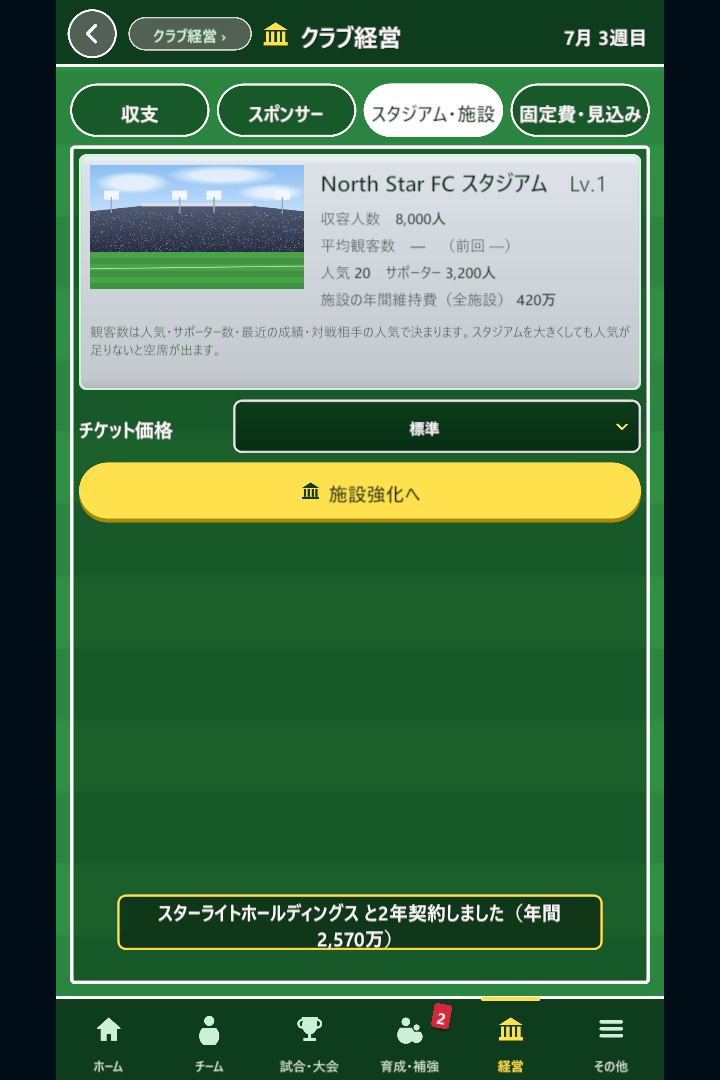 クラブ経営 ›
クラブ経営
7月 3週目
収支
スポンサー
スタジアム・施設
固定費・見込み
North Star FC スタジアム Lv.1
収容人数 8,000人
平均観客数 — （前回 —）
人気 20 サポーター 3,200人
施設の年間維持費（全施設） 420万
観客数は人気・サポーター数・最近の成績・対戦相手の人気で決まります。スタジアムを大きくしても人気が
足りないと空席が出ます。
チケット価格
標準
施設強化へ
スターライトホールディングス と2年契約しました（年間
2,570万）
2
ホーム
チーム
試合・大会
育成・補強
経営
その他